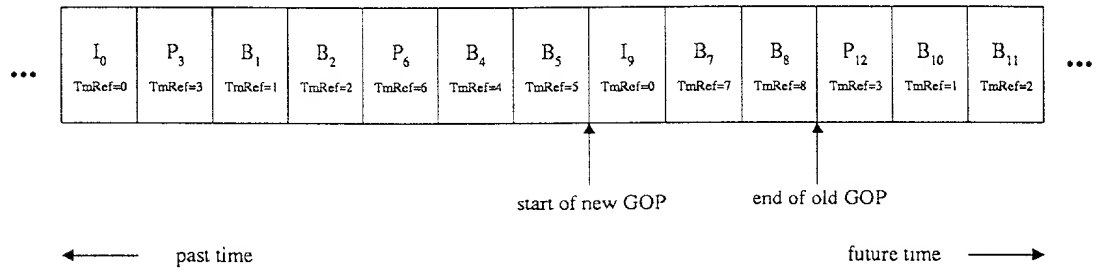 I₀ P₃ B₁ B₂ P₆ B₄ B₅ I₉ B₇ B₈ P₁₂ B₁₀ B₁₁
••• TmRef=0 TmRef=3 TmRef=1 TmRef=2 TmRef=6 TmRef=4 TmRef=5 TmRef=0 TmRef=7 TmRef=8 TmRef=3 TmRef=1 TmRef=2 •••
start of new GOP end of old GOP
past time future time